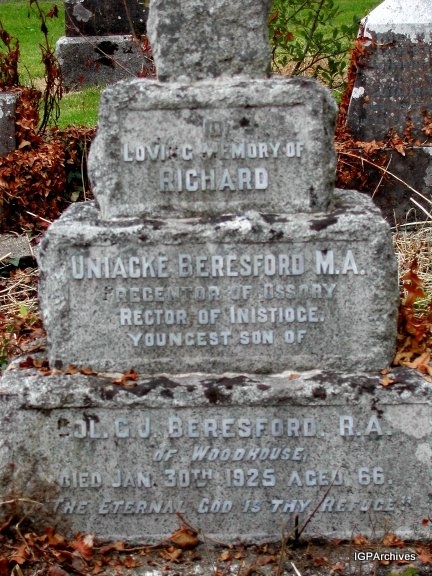 IN
LOVING MEMORY OF
RICHARD
UNIACKE BERESFORD M.A.
PRECENTOR OF OSSORY
RECTOR OF INISTIOGE.
YOUNGEST SON OF
COL. G.J. BERESFORD. R.A.
OF WOODHOUSE
DIED JAN. 30TH 1925 AGED 66.
"THE ETERNAL GOD IS THY REFUGE"
IGPArchives